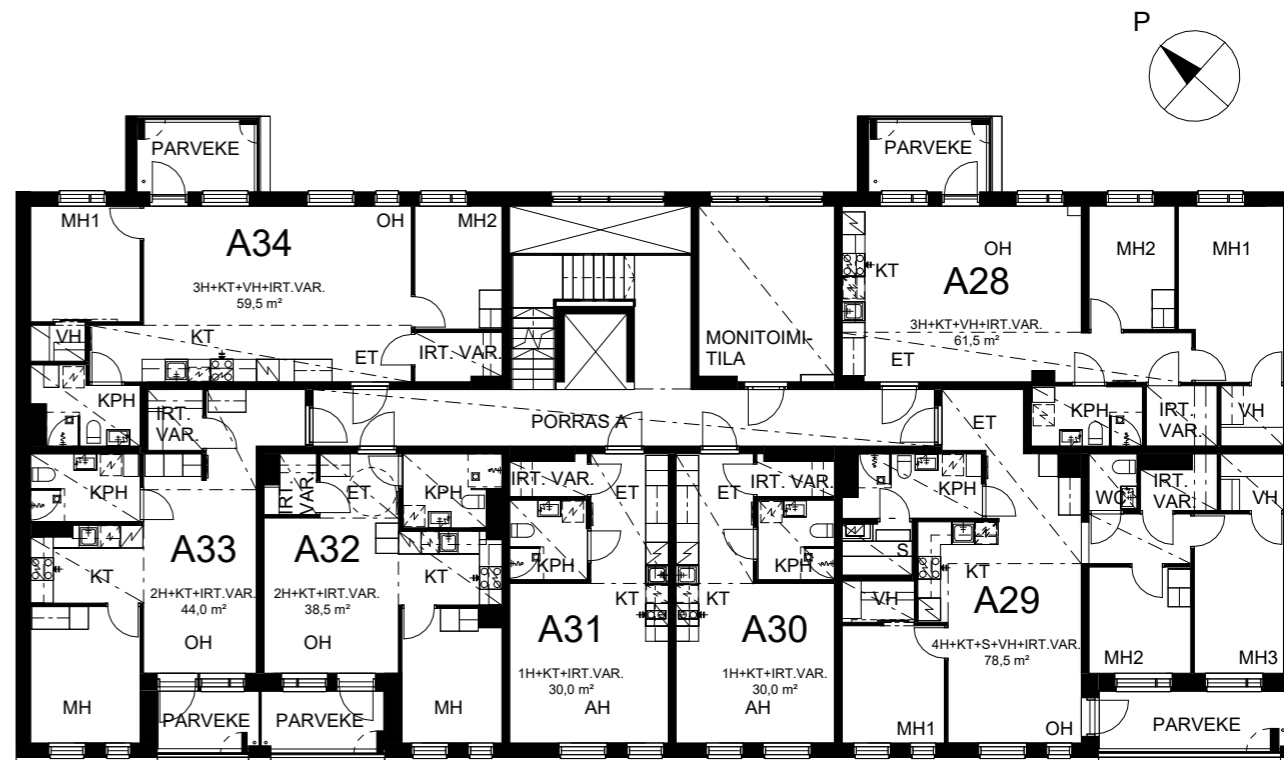 P
PARVEKE
PARVEKE
MH1
OH
MH2
A34
3H+KT+VH+IRT.VAR.
59,5 m²
VH
KT
ET
IRT. VAR.
KPH
MONITOIMI-
TILA
OH
KT
A28
3H+KT+VH+IRT.VAR.
61,5 m²
ET
MH2
MH1
KPH
IRT.
VAR.
VH
IRT.
VAR.
PORRAS A
ET
KPH
A33
2H+KT+IRT.VAR.
44,0 m²
KT
OH
MH
PARVEKE
IRT.
VAR.
ET
KPH
A32
2H+KT+IRT.VAR.
38,5 m²
KT
OH
MH
PARVEKE
IRT. VAR.
ET
KPH
KT
A31
1H+KT+IRT.VAR.
30,0 m²
AH
ET
IRT. VAR.
KPH
KT
A30
1H+KT+IRT.VAR.
30,0 m²
AH
KPH
S
VH
KT
A29
4H+KT+S+VH+IRT.VAR.
78,5 m²
MH1
OH
WC
IRT.
VAR.
VH
MH2
MH3
PARVEKE